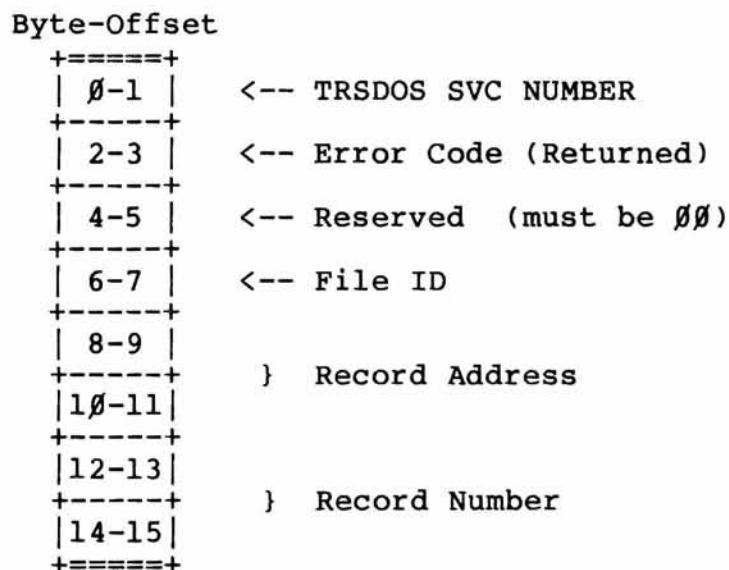 Byte-Offset
+=====+
| Ø-1 | <-- TRSDOS SVC NUMBER
+-----+
| 2-3 | <-- Error Code (Returned)
+-----+
| 4-5 | <-- Reserved (must be ØØ)
+-----+
| 6-7 | <-- File ID
+-----+
| 8-9 |
+-----+ } Record Address
|1Ø-11|
+-----+
|12-13|
+-----+ } Record Number
|14-15|
+=====+